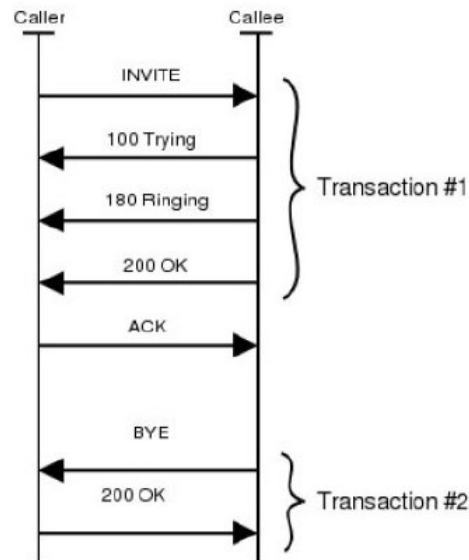 Caller Callee
INVITE
100 Trying
180 Ringing
Transaction #1
200 OK
ACK
BYE
200 OK
Transaction #2